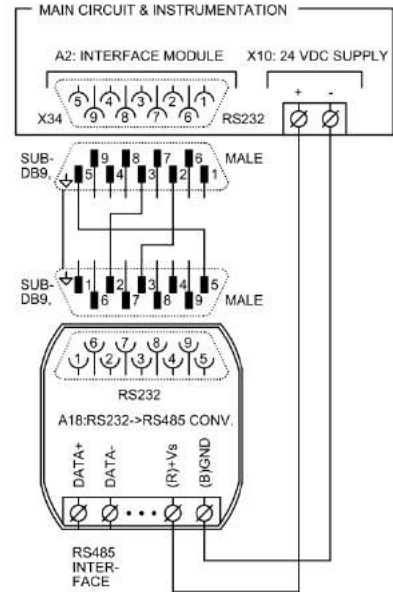 MAIN CIRCUIT & INSTRUMENTATION
A2: INTERFACE MODULE
X10: 24 VDC SUPPLY
+ -
5 4 3 2 1
9 8 7 6
X34
RS232
SUB-
DB9,
9 8 7 6
5 4 3 2 1
MALE
SUB-
DB9,
1 2 3 4 5
6 7 8 9
MALE
6 7 8 9
1 2 3 4 5
RS232
A18:RS232->RS485 CONV.
DATA+
DATA-
(R)+Vs
(B)GND
RS485
INTER-
FACE